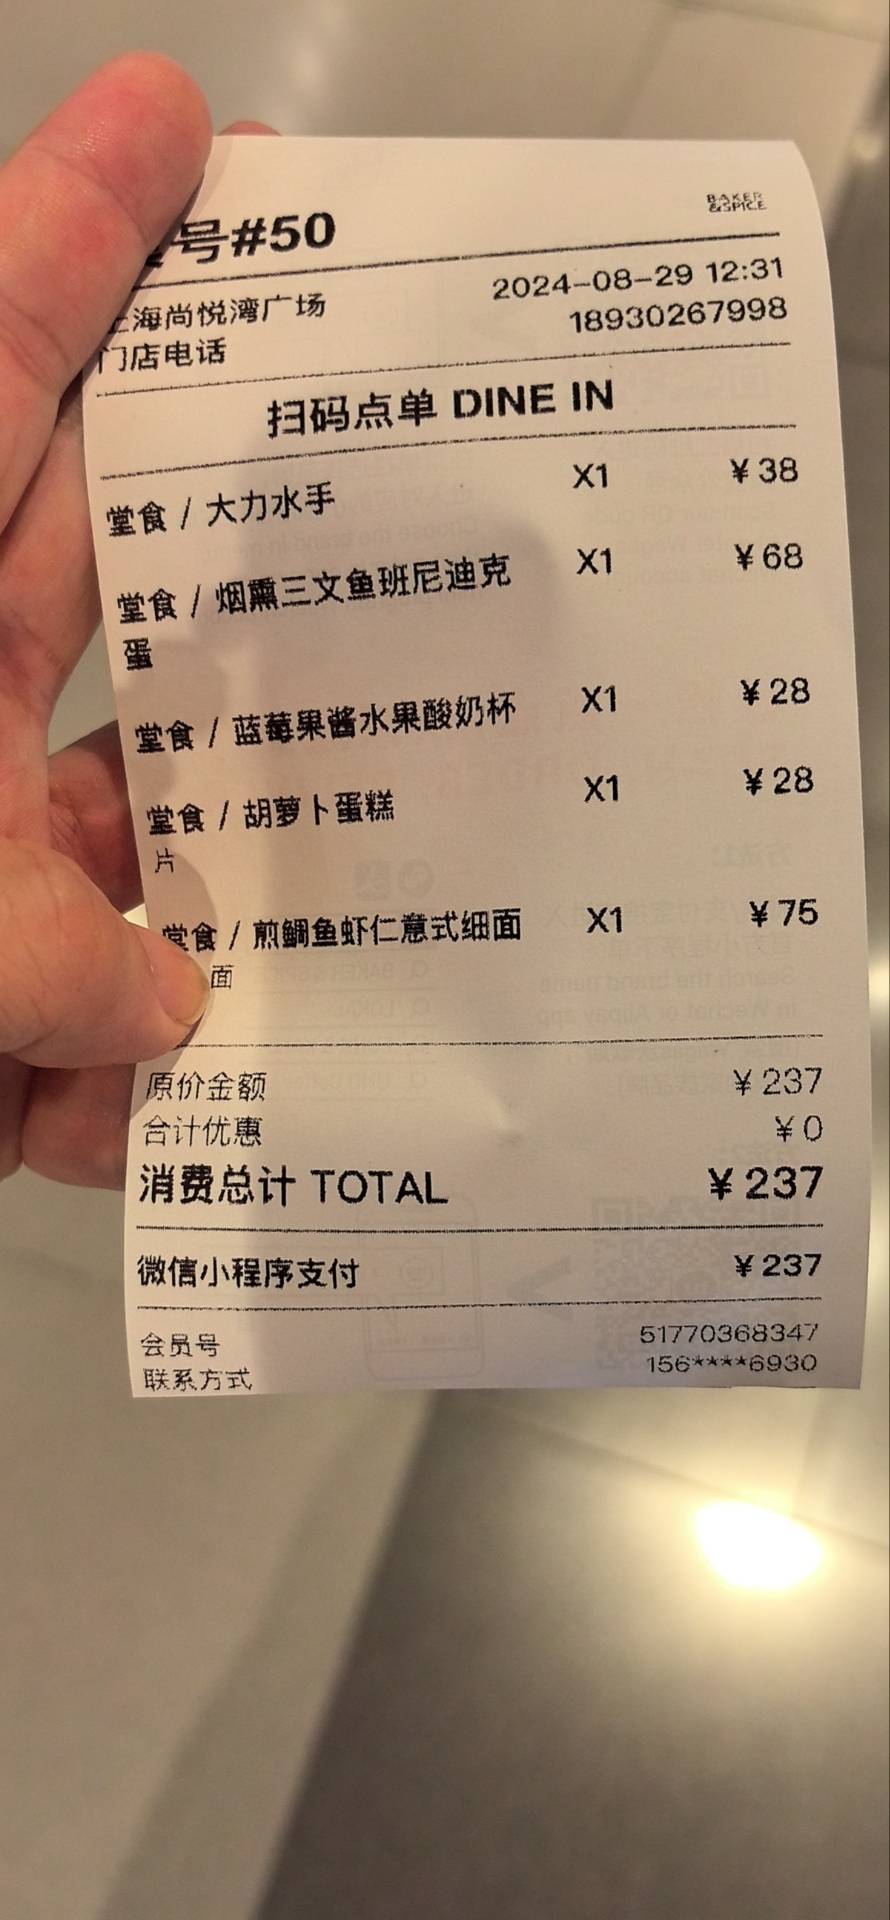 号#50
BAKER
&SPICE
上海尚悦湾广场 2024-08-29 12:31
门店电话 18930267998
扫码点单 DINE IN
堂食 / 大力水手 X1 ¥38
堂食 / 烟熏三文鱼班尼迪克 X1 ¥68
蛋
堂食 / 蓝莓果酱水果酸奶杯 X1 ¥28
堂食 / 胡萝卜蛋糕 X1 ¥28
片
堂食 / 煎鲷鱼虾仁意式细面 X1 ¥75
面
原价金额 ¥237
合计优惠 ¥0
消费总计 TOTAL ¥237
微信小程序支付 ¥237
会员号 51770368347
联系方式 156****6930